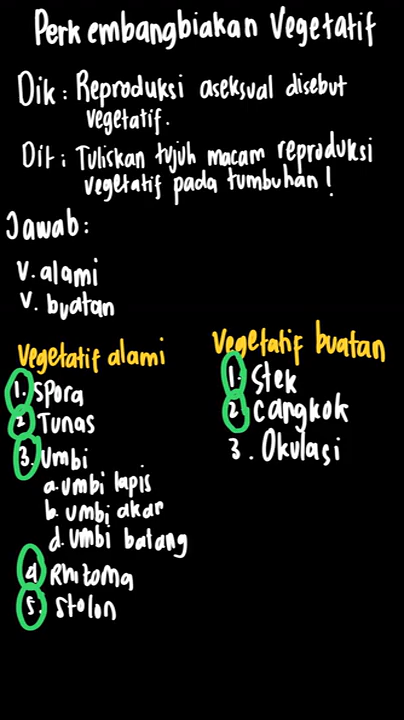 Perkembangbiakan Vegetatif
Dik : Reproduksi aseksual disebut
vegetatif.
Dit : Tuliskan tujuh macam reproduksi
vegetatif pada tumbuhan !
Jawab :
V. alami
V. buatan
Vegetatif alami
1. Spora
2 Tunas
3. Umbi
a. umbi lapis
b. umbi akar
d. umbi batang
4 Rhizoma
5. Stolon
Vegetatif buatan
1. Stek
2. Cangkok
3. Okulasi